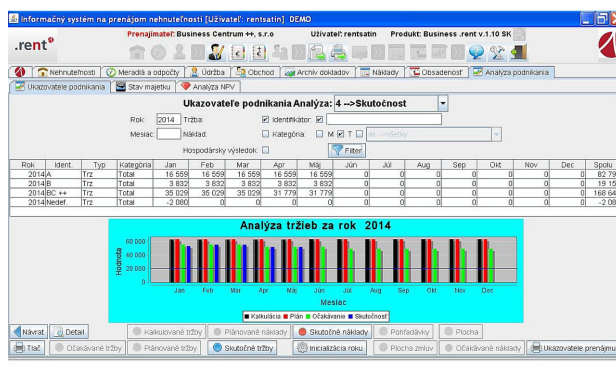 Informačný systém na prenájom nehnuteľností [Užívateľ: rentsatin] DEMO
.rent
Prenajímateľ: Business Centrum ++, s.r.o Užívateľ: rentsatin Produkt: Business .rent v.1.10 SK
Nehnuteľnosti Meradlá a odpočty Údržba Obchod Archív dokladov Náklady Obsadenosť Analýza podnikania
Ukazovatele podnikania Stav majetku Analýza NPV
Ukazovateľe podnikania Analýza: 4 -->Skutočnosť
Rok: 2014 Tržba: Identifikátor:
Mesiac: Náklad: Kategória: M T
Hospodársky výsledok: Filter
Rok Ident. Typ Kategória Jan Feb Mar Apr Máj Jún Júl Aug Sep Okt Nov Dec Spolu
2014 A Trz Total 16 559 16 559 16 559 16 559 16 559 0 0 0 0 0 0 0 82 79
2014 B Trz Total 3 832 3 832 3 832 3 832 3 832 0 0 0 0 0 0 0 19 15
2014 BC ++ Trz Total 35 029 35 029 35 029 31 779 31 779 0 0 0 0 0 0 0 168 64
2014 Nedef. Trz Total -2 080 0 0 0 0 0 0 0 0 0 0 0 -2 08
Analýza tržieb za rok 2014
Hodnota
60 000
40 000
20 000
0
Jan Feb Mar Apr Máj Jun Júl Aug Sep Okt Nov Dec
Mesiac
Kalkulácia Plán Očakávanie Skutočnosť
Návrat Detail Kalkulované tržby Plánované náklady Skutočné náklady Pohľadávky Plocha
Tlač Očakávané tržby Plánované tržby Skutočné tržby Inicializácia roku Plocha zmlúv Očakávané náklady Ukazovatele prenájmu